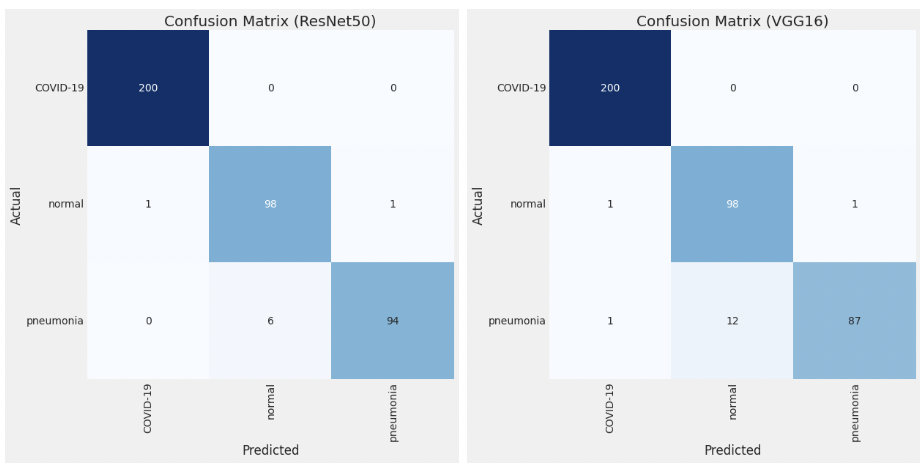 Confusion Matrix (ResNet50)
COVID-19 200 0 0
normal 1 98 1
pneumonia 0 6 94
Actual
COVID-19 normal pneumonia
Predicted
Confusion Matrix (VGG16)
COVID-19 200 0 0
normal 1 98 1
pneumonia 1 12 87
Actual
COVID-19 normal pneumonia
Predicted